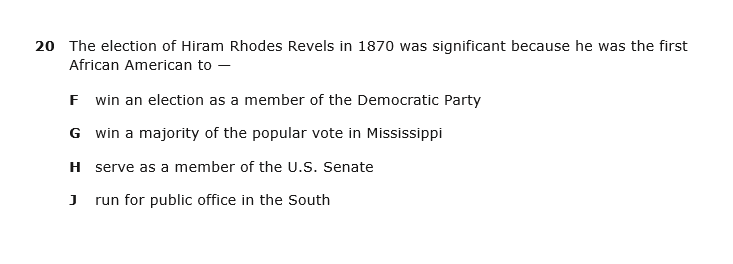 20 The election of Hiram Rhodes Revels in 1870 was significant because he was the first
African American to —
F win an election as a member of the Democratic Party
G win a majority of the popular vote in Mississippi
H serve as a member of the U.S. Senate
J run for public office in the South